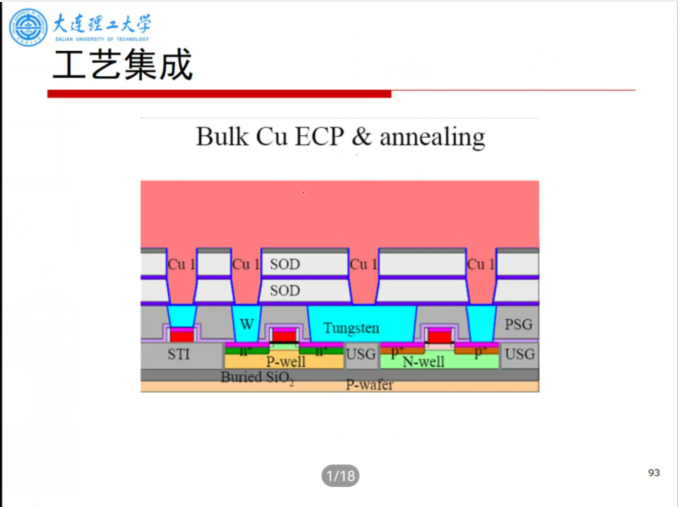 大连理工大学
DALIAN UNIVERSITY OF TECHNOLOGY
工艺集成
Bulk Cu ECP & annealing
Cu 1 Cu 1 SOD Cu 1 Cu 1
SOD
W Tungsten PSG
STI n+ n+ USG p+ p+ USG
P-well N-well
Buried SiO2 P-wafer
1/18
93